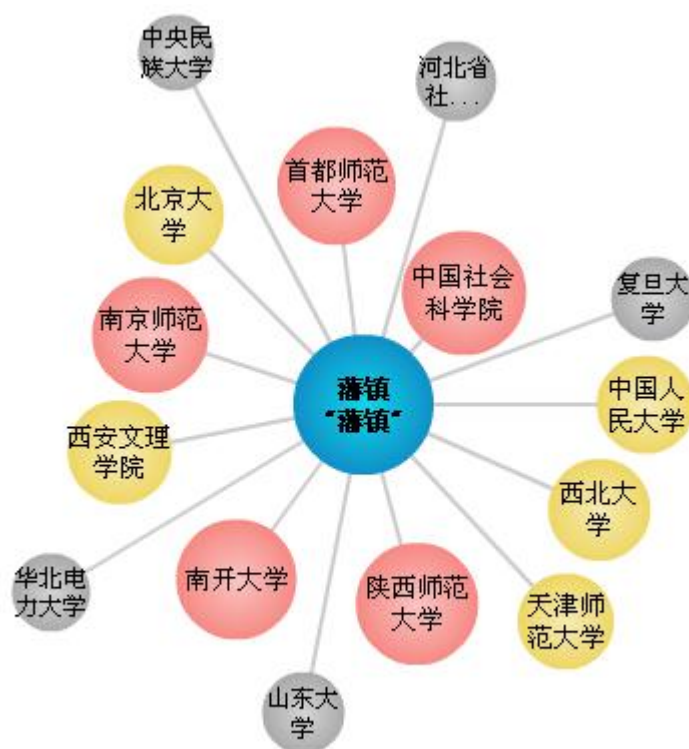 中央民
族大学
河北省
社...
首都师范
大学
北京大
学
中国社会
科学院
复旦大
学
南京师范
大学
藩镇
“藩镇”
中国人
民大学
西安文理
学院
西北大
学
华北电
力大学
南开大学
陕西师范
大学
天津师
范大学
山东大
学